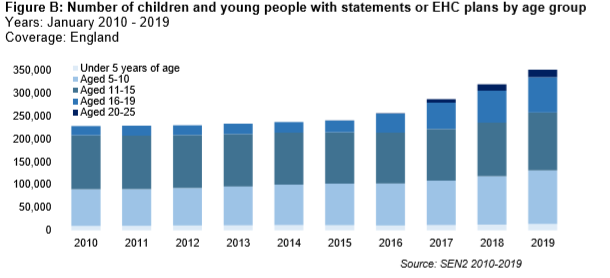 Figure B: Number of children and young people with statements or EHC plans by age group
Years: January 2010 - 2019
Coverage: England
Under 5 years of age
Aged 5-10
Aged 11-15
Aged 16-19
Aged 20-25
350,000
300,000
250,000
200,000
150,000
100,000
50,000
0
2010 2011 2012 2013 2014 2015 2016 2017 2018 2019
Source: SEN2 2010-2019